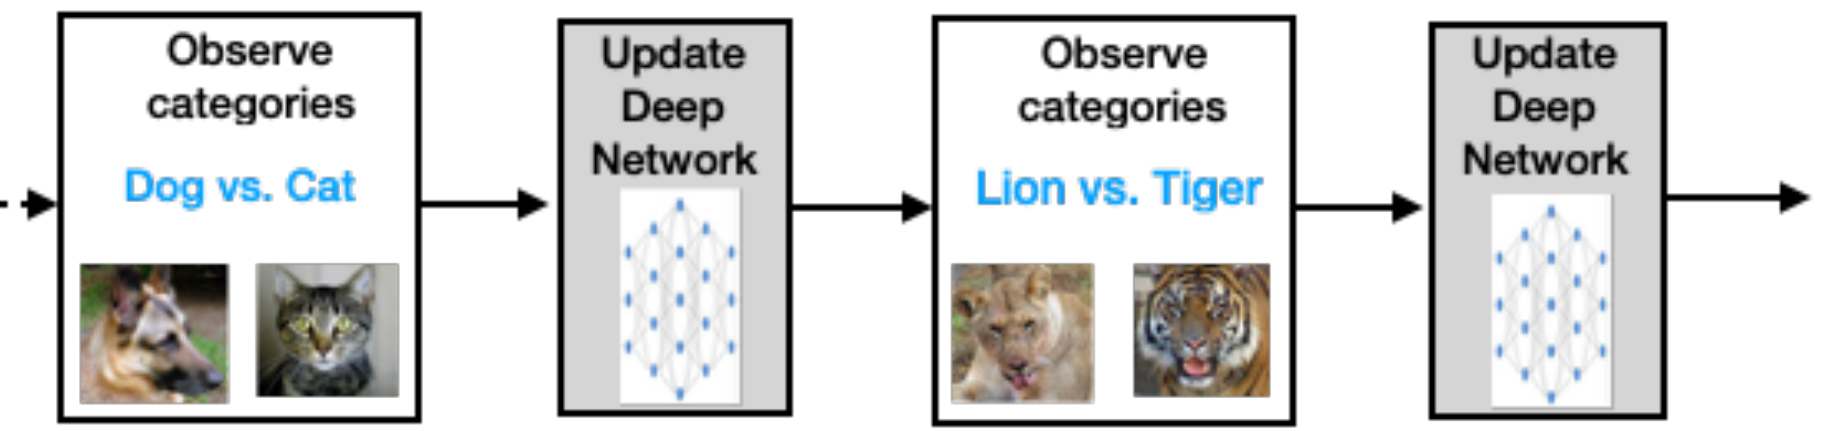 Observe
categories
Dog vs. Cat
Update
Deep
Network
Observe
categories
Lion vs. Tiger
Update
Deep
Network